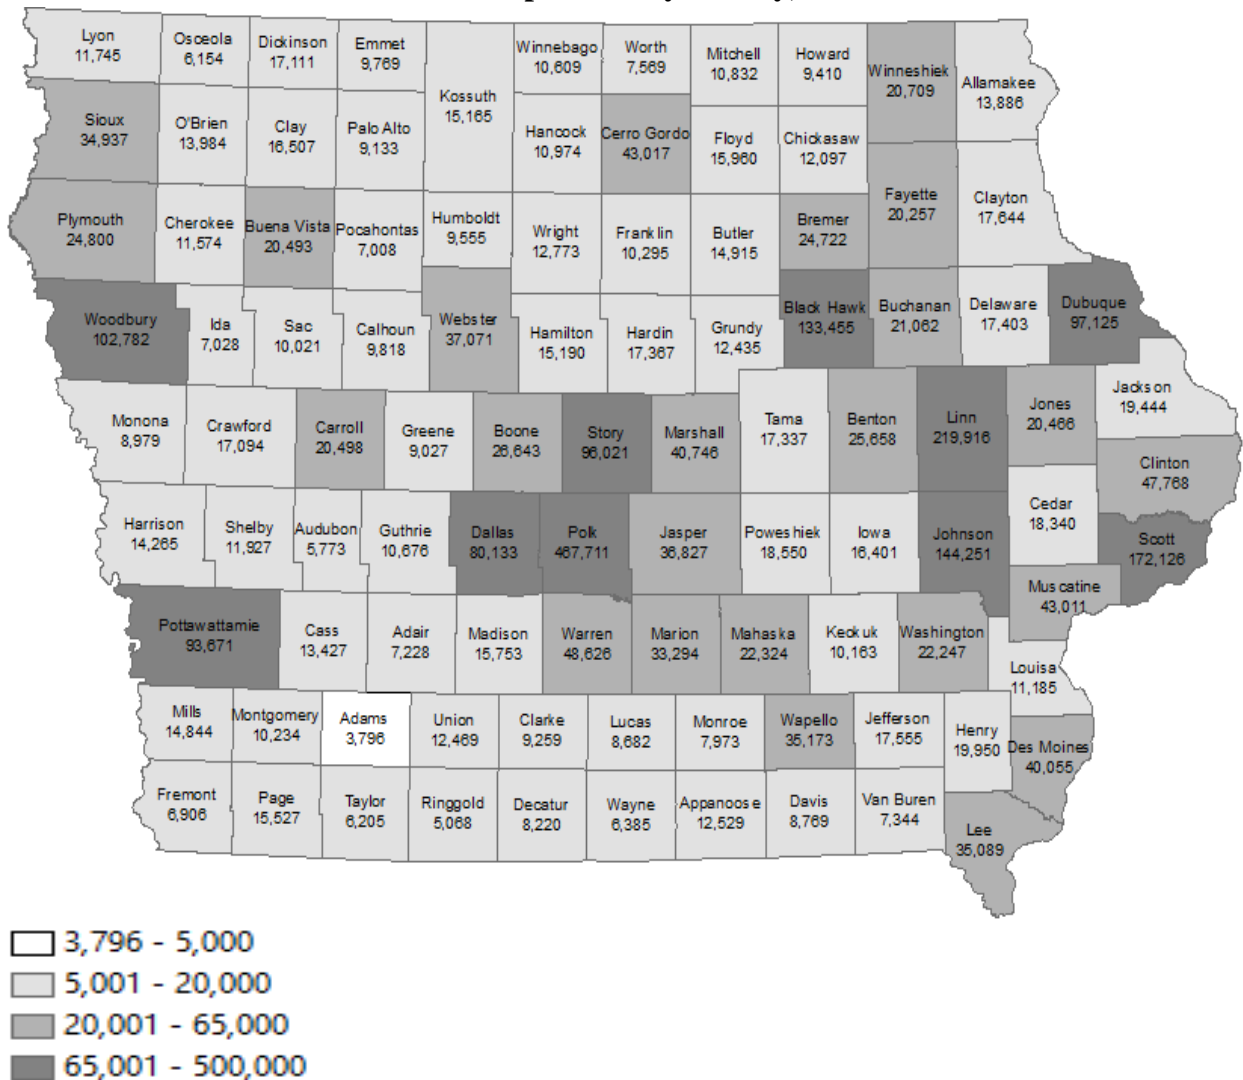 Lyon
11,745
Osceola
6,154
Dickinson
17,111
Emmet
9,769
Kossuth
15,165
Winnebago
10,609
Worth
7,569
Mitchell
10,832
Howard
9,410
Winneshiek
20,709
Allamakee
13,886
Sioux
34,937
O'Brien
13,984
Clay
16,507
Palo Alto
9,133
Hancock
10,974
Cerro Gordo
43,017
Floyd
15,960
Chickasaw
12,097
Plymouth
24,800
Cherokee
11,574
Buena Vista
20,493
Pocahontas
7,008
Humboldt
9,555
Wright
12,773
Franklin
10,295
Butler
14,915
Bremer
24,722
Fayette
20,257
Clayton
17,644
Woodbury
102,782
Ida
7,028
Sac
10,021
Calhoun
9,818
Webster
37,071
Hamilton
15,190
Hardin
17,367
Grundy
12,435
Black Hawk
133,455
Buchanan
21,062
Delaware
17,403
Dubuque
97,125
Monona
8,979
Crawford
17,094
Carroll
20,498
Greene
9,027
Boone
26,643
Story
96,021
Marshall
40,746
Tama
17,337
Benton
25,658
Linn
219,916
Jones
20,466
Jackson
19,444
Clinton
47,768
Harrison
14,265
Shelby
11,927
Audubon
5,773
Guthrie
10,676
Dallas
80,133
Polk
467,711
Jasper
36,827
Poweshiek
18,550
Iowa
16,401
Johnson
144,251
Cedar
18,340
Scott
172,126
Muscatine
43,011
Pottawattamie
93,671
Cass
13,427
Adair
7,228
Madison
15,753
Warren
48,626
Marion
33,294
Mahaska
22,324
Keokuk
10,163
Washington
22,247
Louisa
11,185
Mills
14,844
Montgomery
10,234
Adams
3,796
Union
12,469
Clarke
9,259
Lucas
8,682
Monroe
7,973
Wapello
35,173
Jefferson
17,555
Henry
19,950
Des Moines
40,055
Fremont
6,906
Page
15,527
Taylor
6,205
Ringgold
5,068
Decatur
8,220
Wayne
6,385
Appanoose
12,529
Davis
8,769
Van Buren
7,344
Lee
35,089
3,796 - 5,000
5,001 - 20,000
20,001 - 65,000
65,001 - 500,000